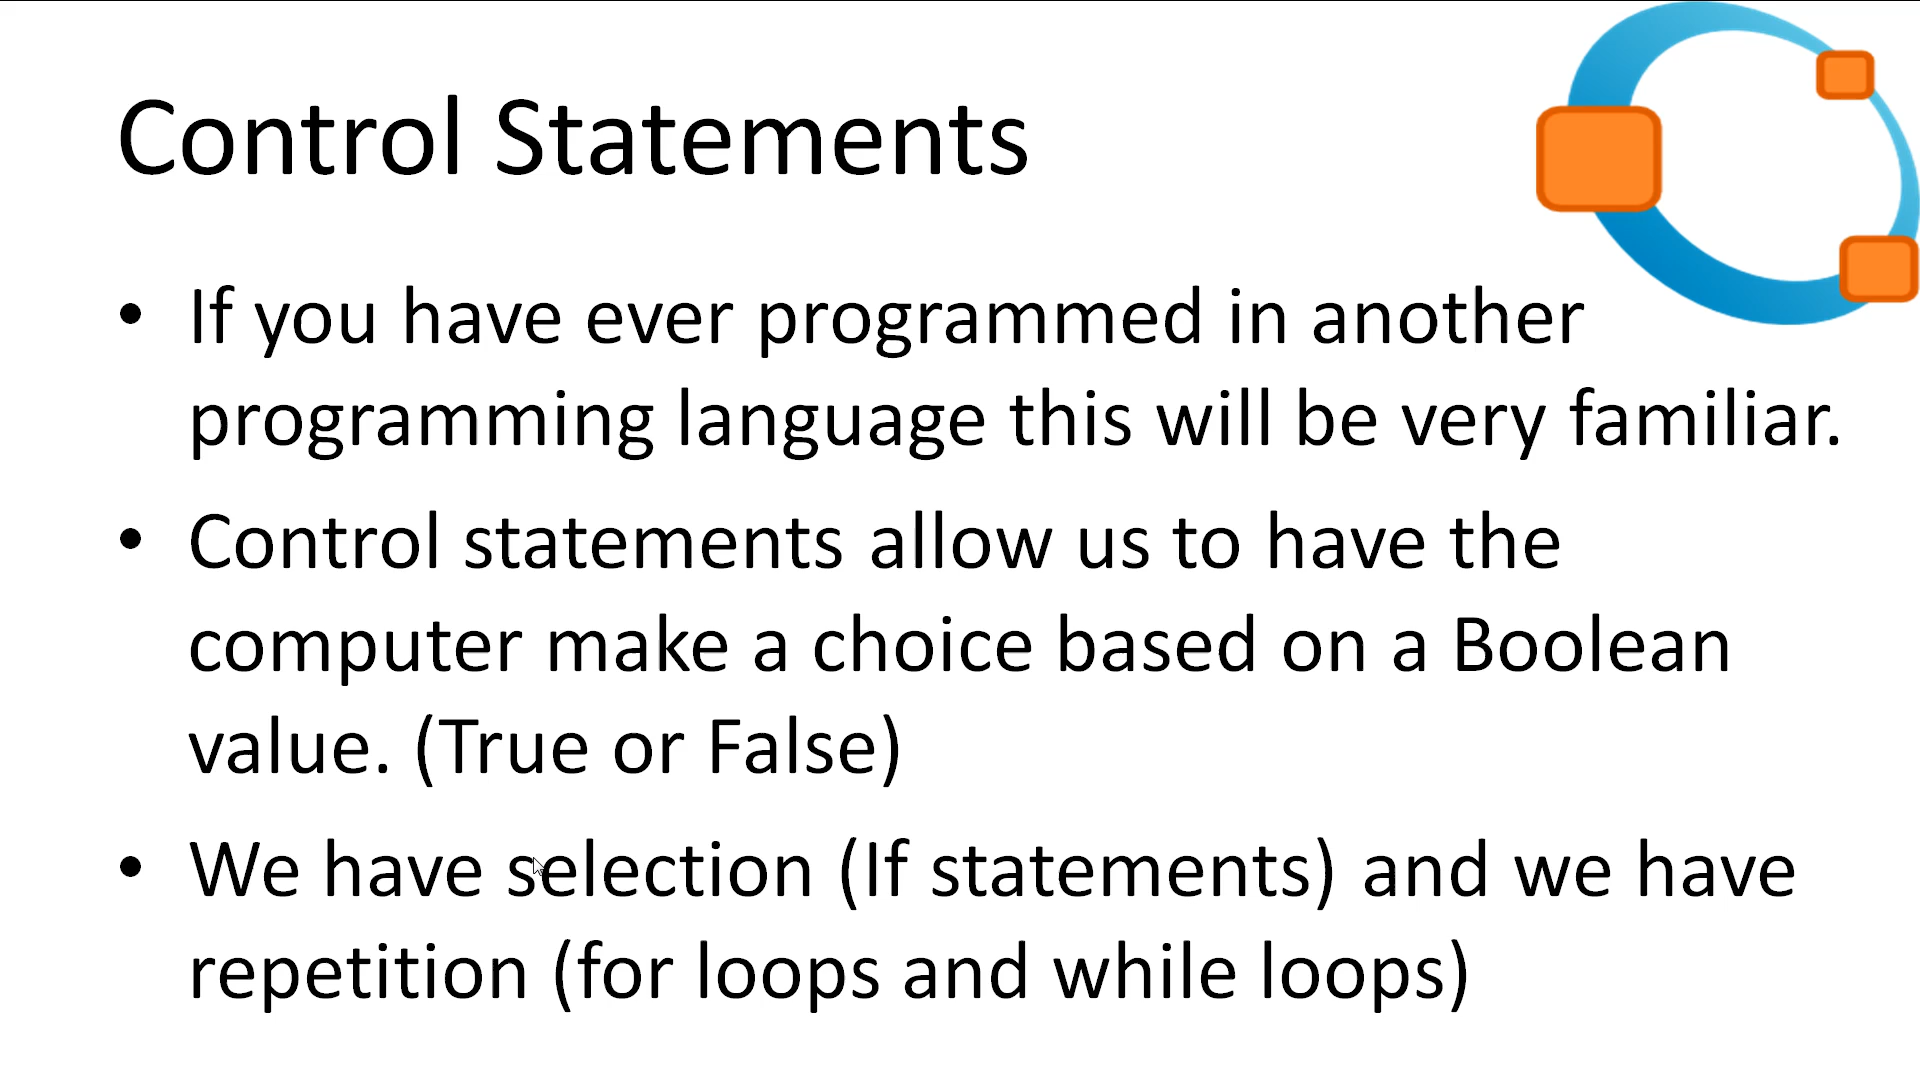 Control Statements
• If you have ever programmed in another
programming language this will be very familiar.
• Control statements allow us to have the
computer make a choice based on a Boolean
value. (True or False)
• We have selection (If statements) and we have
repetition (for loops and while loops)